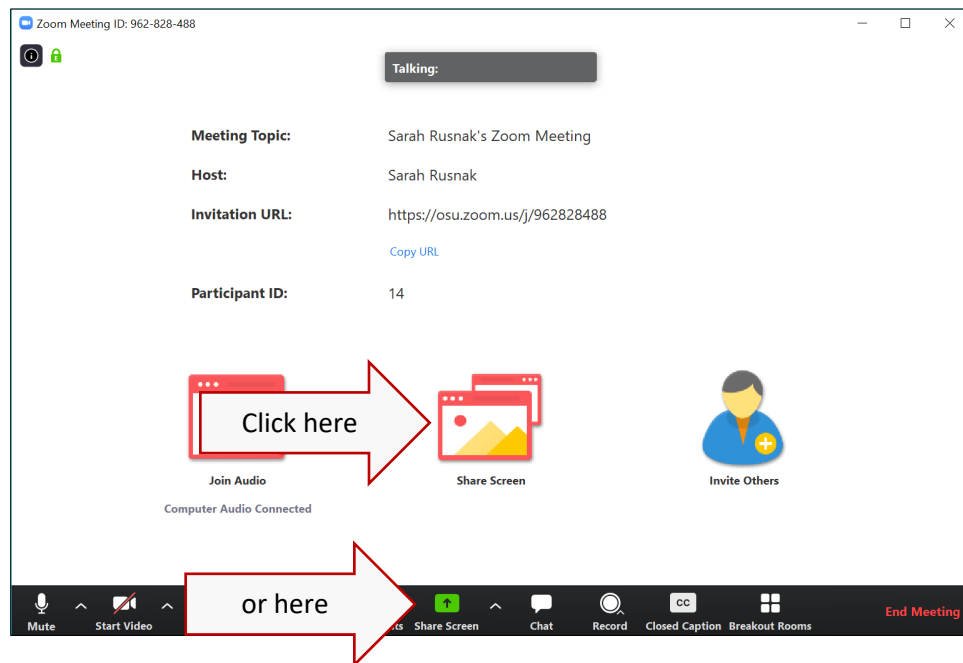 Zoom Meeting ID: 962-828-488
Talking:
Meeting Topic: Sarah Rusnak's Zoom Meeting
Host: Sarah Rusnak
Invitation URL: https://osu.zoom.us/j/962828488
Copy URL
Participant ID: 14
Click here
Join Audio Share Screen Invite Others
Computer Audio Connected
or here
CC
Mute Start Video Share Screen Chat Record Closed Caption Breakout Rooms End Meeting